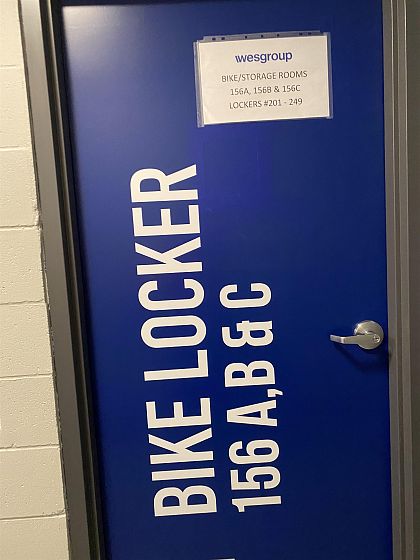 wesgroup
BIKE/STORAGE ROOMS
156A, 156B & 156C
LOCKERS #201 - 249
BIKE LOCKER
156 A,B & C